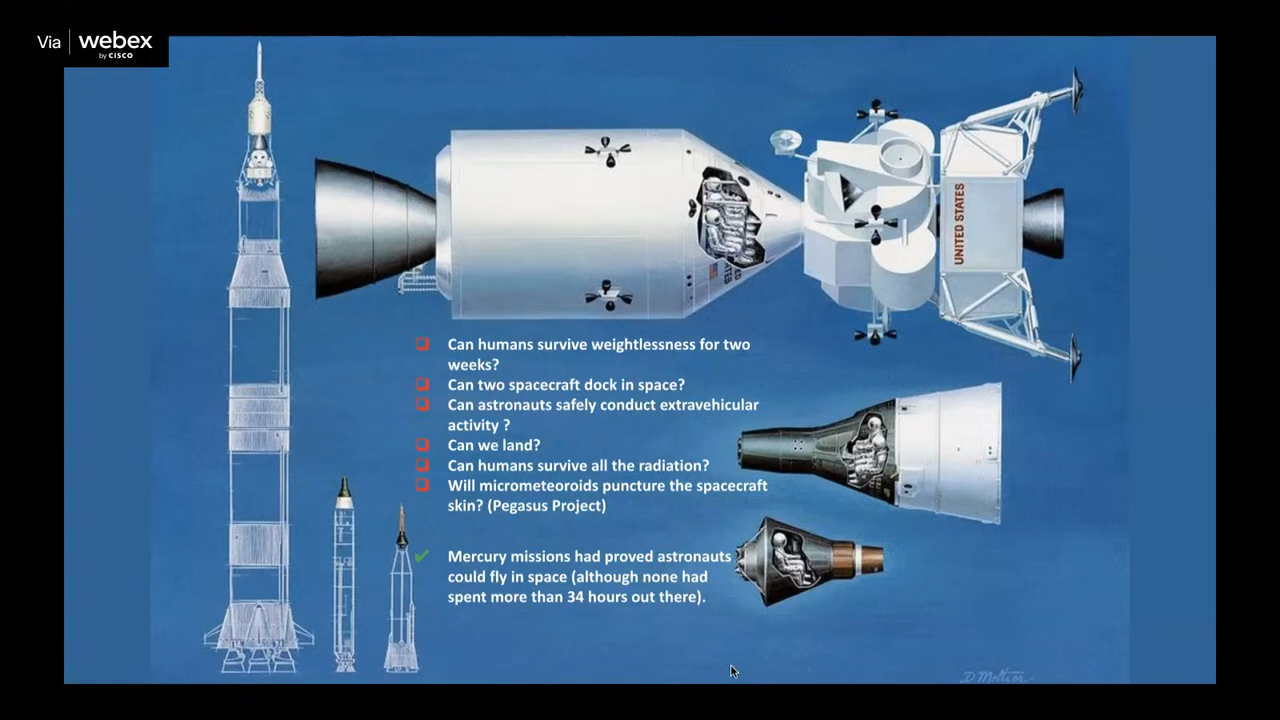 Via webex
by CISCO
UNITED STATES
Can humans survive weightlessness for two
weeks?
Can two spacecraft dock in space?
Can astronauts safely conduct extravehicular
activity ?
Can we land?
Can humans survive all the radiation?
Will micrometeoroids puncture the spacecraft
skin? (Pegasus Project)
Mercury missions had proved astronauts
could fly in space (although none had
spent more than 34 hours out there).